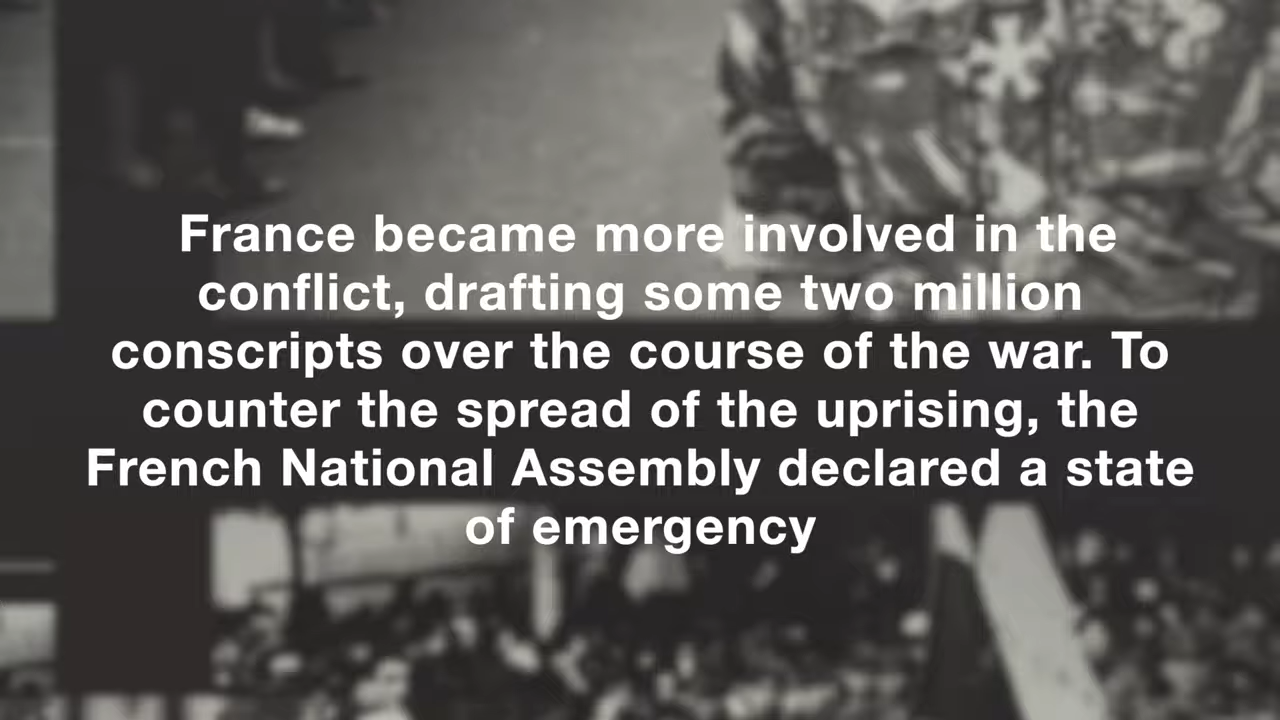 France became more involved in the
conflict, drafting some two million
conscripts over the course of the war. To
counter the spread of the uprising, the
French National Assembly declared a state
of emergency